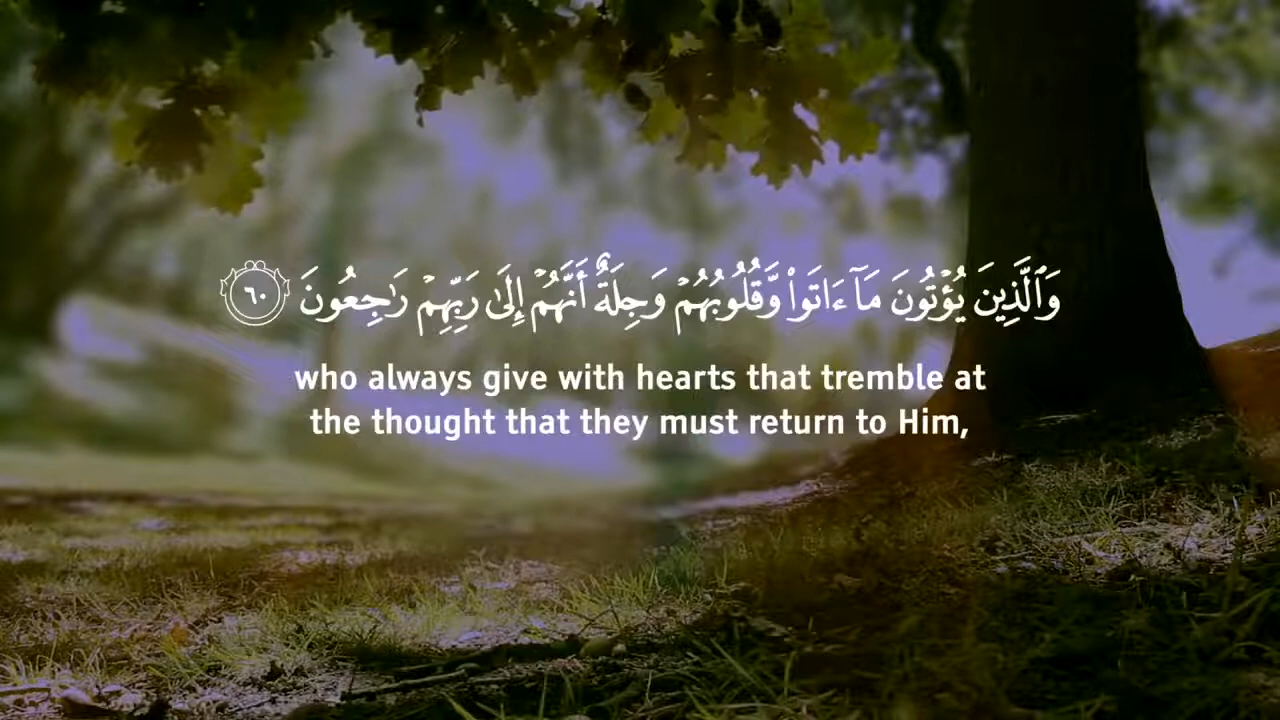 وَٱلَّذِينَ يُؤْتُونَ مَآ ءَاتَوا۟ وَّقُلُوبُهُمْ وَجِلَةٌ أَنَّهُمْ إِلَىٰ رَبِّهِمْ رَٰجِعُونَ ٦٠
who always give with hearts that tremble at
the thought that they must return to Him,